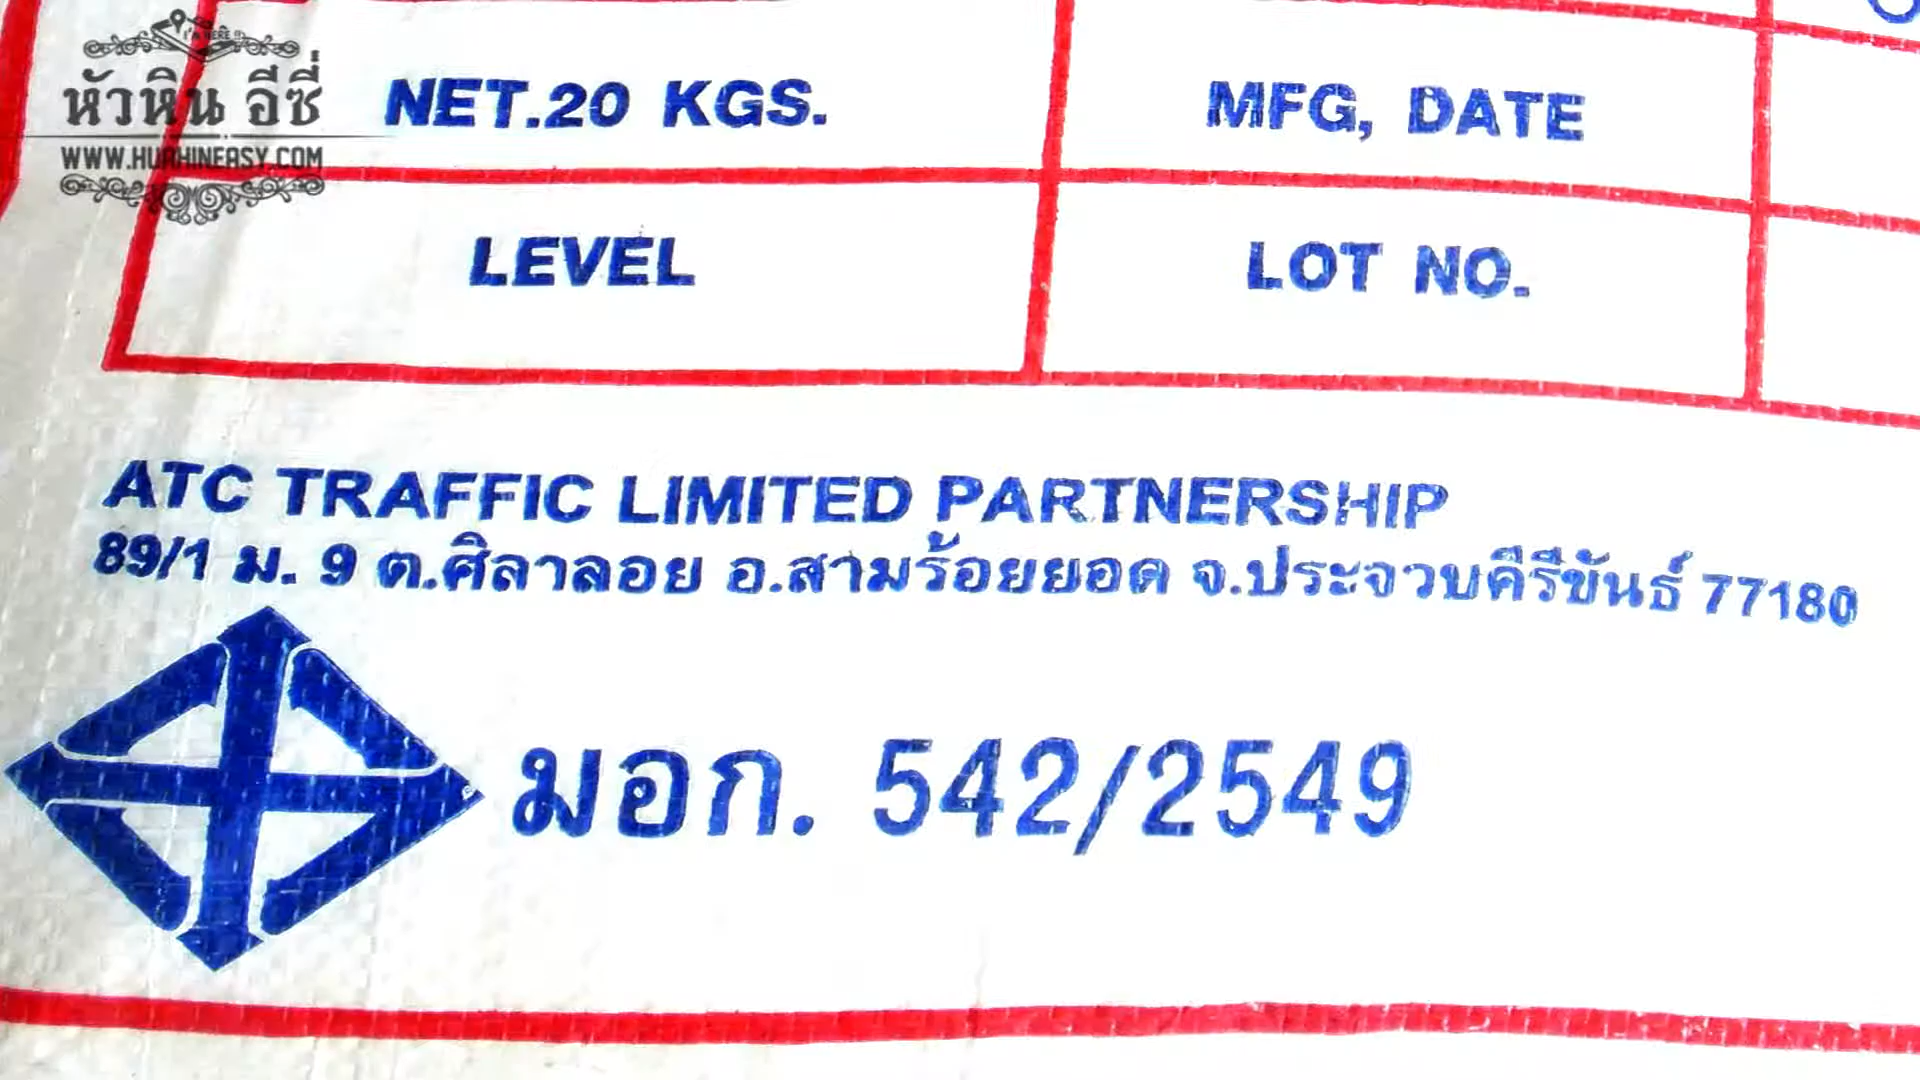 I'M HERE !!
หัวหิน อีซี่
WWW.HUAHINEASY.COM
NET.20 KGS.
MFG, DATE
LEVEL
LOT NO.
ATC TRAFFIC LIMITED PARTNERSHIP
89/1 ม. 9 ต.ศิลาลอย อ.สามร้อยยอด จ.ประจวบคีรีขันธ์ 77180
มอก. 542/2549